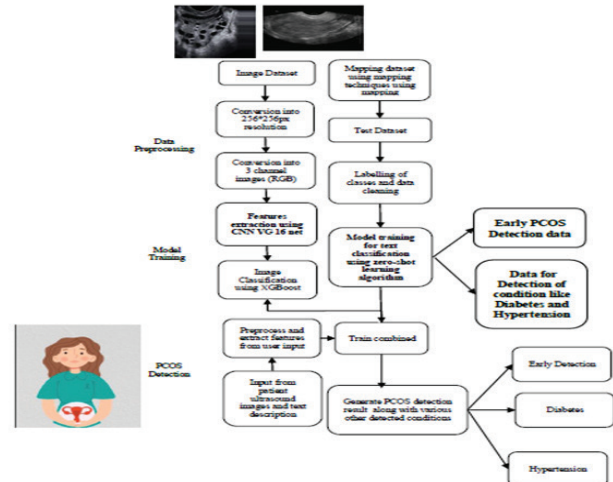 Image Dataset
Mapping dataset
using mapping
techniques using
mapping
Conversion into
256*256px
resolution
Test Dataset
Data
Preprocessing
Conversion into
3 channel
images (RGB)
Labelling of
classes and data
cleaning
Features
extraction using
CNN VG 16 net
Model
Training
Model training
for text
classification
using zero-shot
learning
algorithm
Early PCOS
Detection data
Image
Classification
using XGBoost
Data for
Detection of
condition like
Diabetes and
Hypertension
Preprocess and
extract features
from user input
Train combined
PCOS
Detection
Input from
patient
ultrasound
images and text
description
Generate PCOS detection
result along with various
other detected conditions
Early Detection
Diabetes
Hypertension